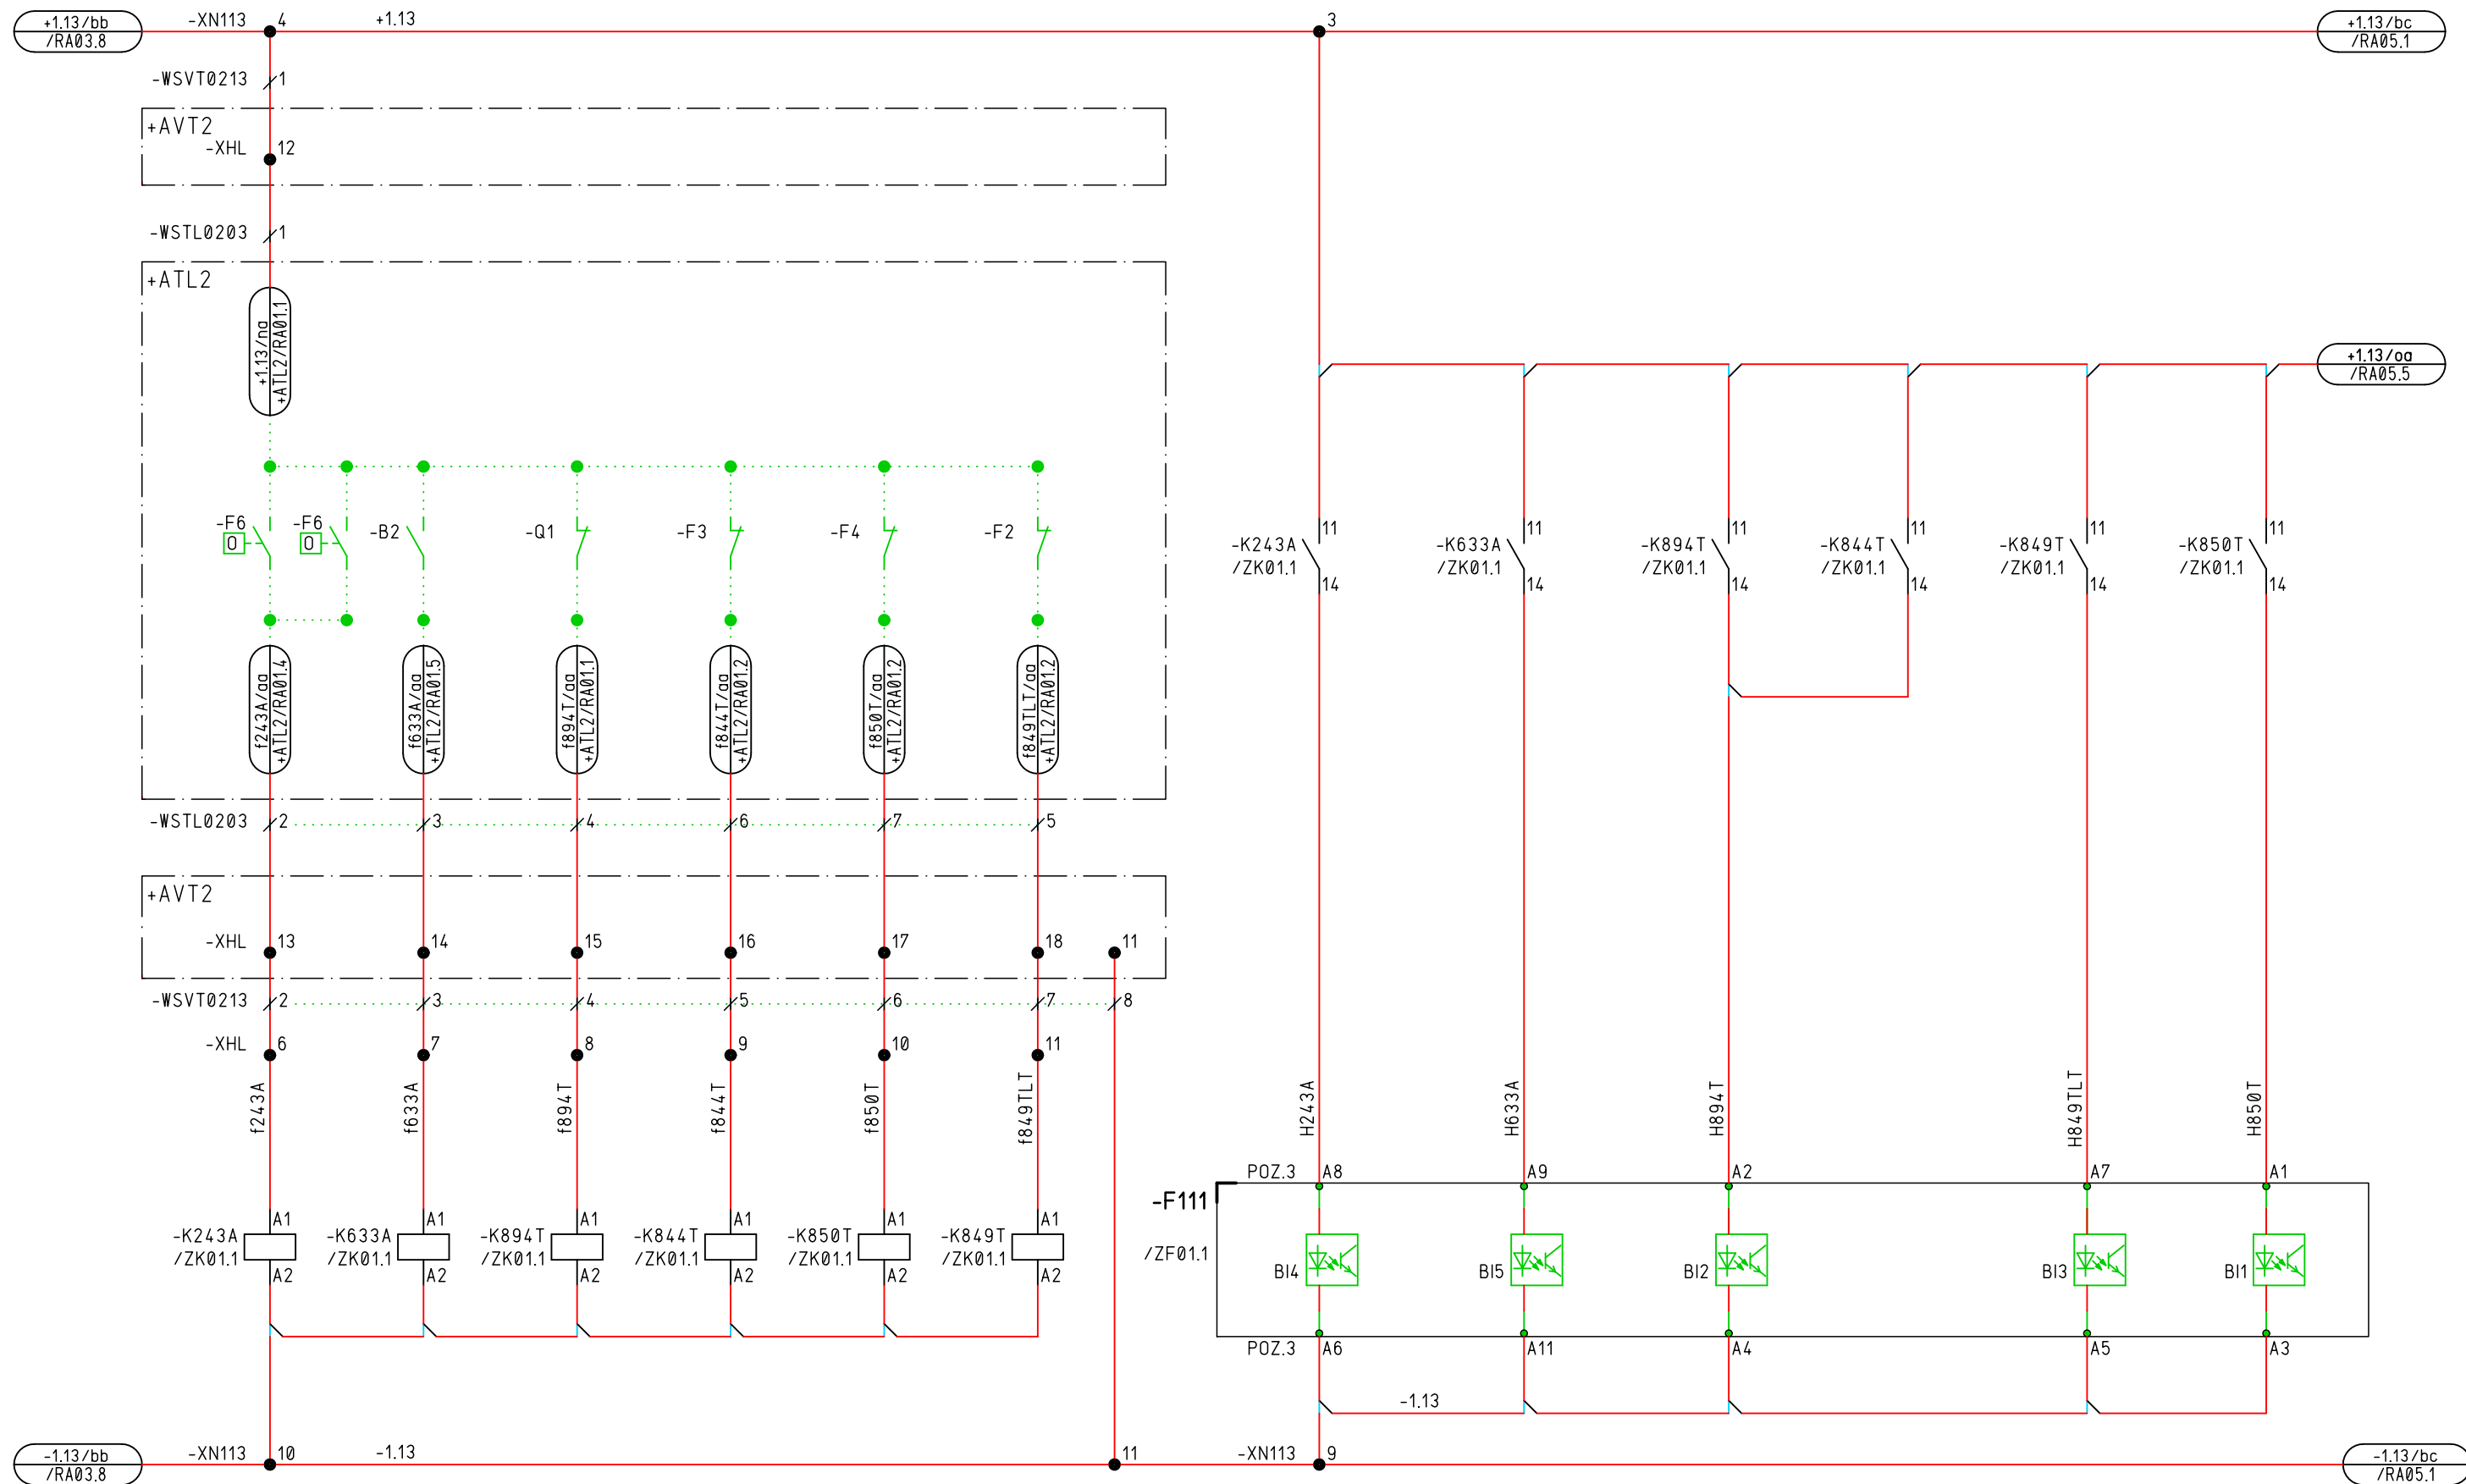 +1.13/bb
/RA03.8
-XN113 4 +1.13 3
+1.13/bc
/RA05.1
-WSVT0213 1
+AVT2
-XHL 12
-WSTL0203 1
+ATL2
+1.13/na
+ATL2/RA01.1
+1.13/oa
/RA05.5
-F6 -F6 -B2 -Q1 -F3 -F4 -F2
O O
11 11 11 11 11 11
-K243A -K633A -K894T -K844T -K849T -K850T
/ZK01.1 /ZK01.1 /ZK01.1 /ZK01.1 /ZK01.1 /ZK01.1
14 14 14 14 14 14
f243A/aa
+ATL2/RA01.4
f633A/aa
+ATL2/RA01.5
f894T/aa
+ATL2/RA01.1
f844T/aa
+ATL2/RA01.2
f850T/aa
+ATL2/RA01.2
f849TLT/aa
+ATL2/RA01.2
-WSTL0203 2 3 4 6 7 5
+AVT2
-XHL 13 14 15 16 17 18 11
-WSVT0213 2 3 4 5 6 7 8
-XHL 6 7 8 9 10 11
f243A f633A f894T f844T f850T f849TLT
H243A H633A H894T H849TLT H850T
POZ.3 A8 A9 A2 A7 A1
-F111
/ZF01.1
A1 A1 A1 A1 A1 A1
-K243A -K633A -K894T -K844T -K850T -K849T
/ZK01.1 /ZK01.1 /ZK01.1 /ZK01.1 /ZK01.1 /ZK01.1
A2 A2 A2 A2 A2 A2
BI4 BI5 BI2 BI3 BI1
POZ.3 A6 A11 A4 A5 A3
-1.13
-1.13/bb
/RA03.8
-XN113 10 -1.13 11 -XN113 9
-1.13/bc
/RA05.1